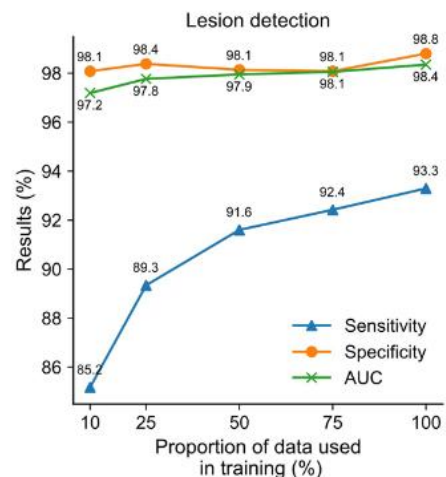 Lesion detection
98.1
98.4
98.1
98.1
98.8
98
97.2
97.8
97.9
98.1
98.4
96
94
93.3
92.4
92
91.6
Results (%)
90
89.3
88
Sensitivity
Specificity
86
85.2
AUC
10 25 50 75 100
Proportion of data used
in training (%)